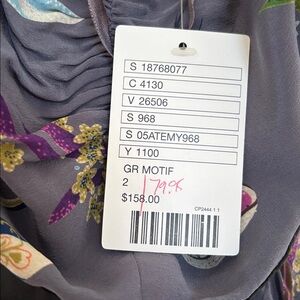 S 18768077
C 4130
V 26506
S 968
S 05ATEMY968
Y 1100
GR MOTIF
2
79.95
$158.00
CP2444.1.1